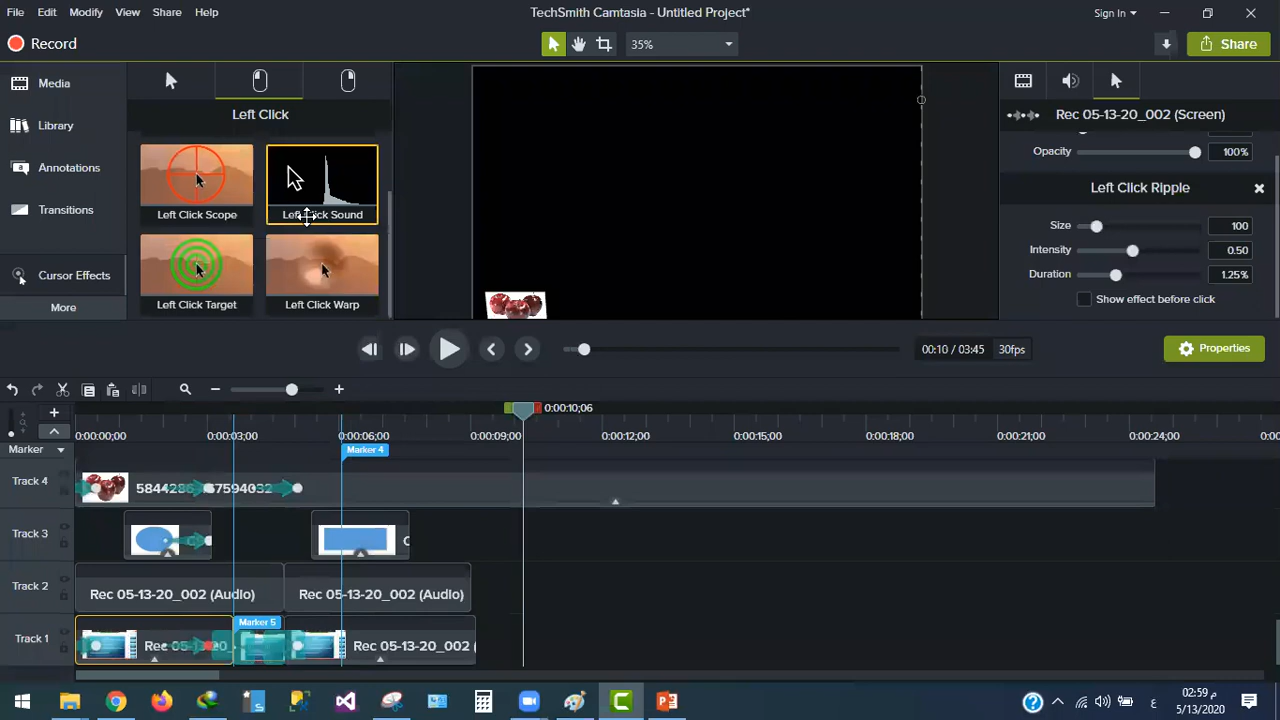 File Edit Modify View Share Help
TechSmith Camtasia - Untitled Project*
Sign In
Record
35%
Share
Media
Library
Annotations
Transitions
Cursor Effects
More
Left Click
Left Click Scope
Left Click Sound
Left Click Target
Left Click Warp
Rec 05-13-20_002 (Screen)
Opacity 100%
Left Click Ripple
Size 100
Intensity 0.50
Duration 1.25%
Show effect before click
00:10 / 03:45 30fps
Properties
0:00:10;06
0:00:00;00 0:00:03;00 0:00:06;00 0:00:09;00 0:00:12;00 0:00:15;00 0:00:18;00 0:00:21;00 0:00:24;00
Marker
Marker 4
Track 4
Track 3
Track 2
Rec 05-13-20_002 (Audio)
Rec 05-13-20_002 (Audio)
Marker 5
Track 1
Rec 05-13-20_002 (
02:59 م
ع
5/13/2020